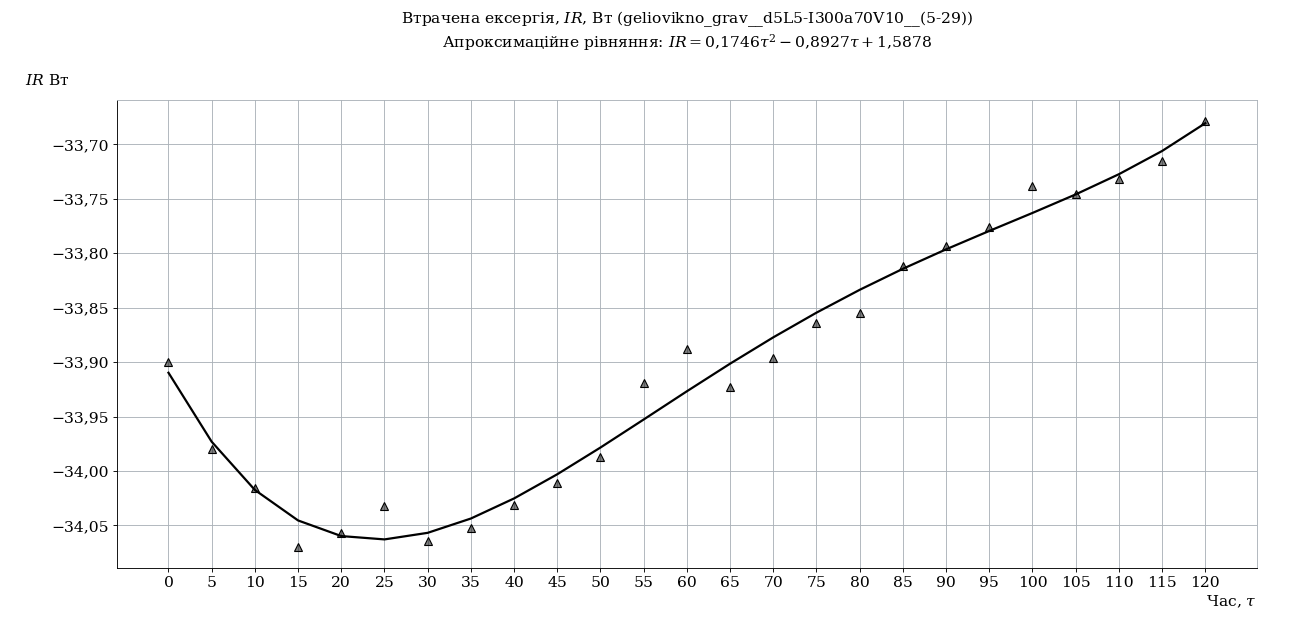 Втрачена ексергія, IR, Вт (geliovikno_grav__d5L5-I300a70V10__(5-29))
Апроксимаційне рівняння: IR = 0,1746τ² − 0,8927τ + 1,5878
IR Вт
−33,70
−33,75
−33,80
−33,85
−33,90
−33,95
−34,00
−34,05
0 5 10 15 20 25 30 35 40 45 50 55 60 65 70 75 80 85 90 95 100 105 110 115 120
Час, τ